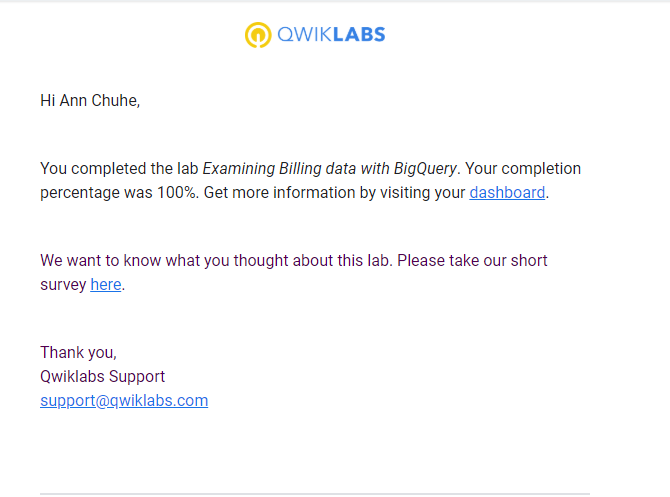 QWIKLABS
Hi Ann Chuhe,
You completed the lab Examining Billing data with BigQuery. Your completion
percentage was 100%. Get more information by visiting your dashboard.
We want to know what you thought about this lab. Please take our short
survey here.
Thank you,
Qwiklabs Support
support@qwiklabs.com